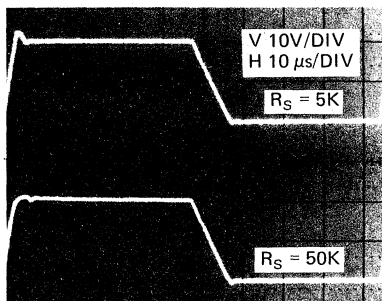 V 10V/DIV
H 10 μs/DIV
R_S = 5K
R_S = 50K